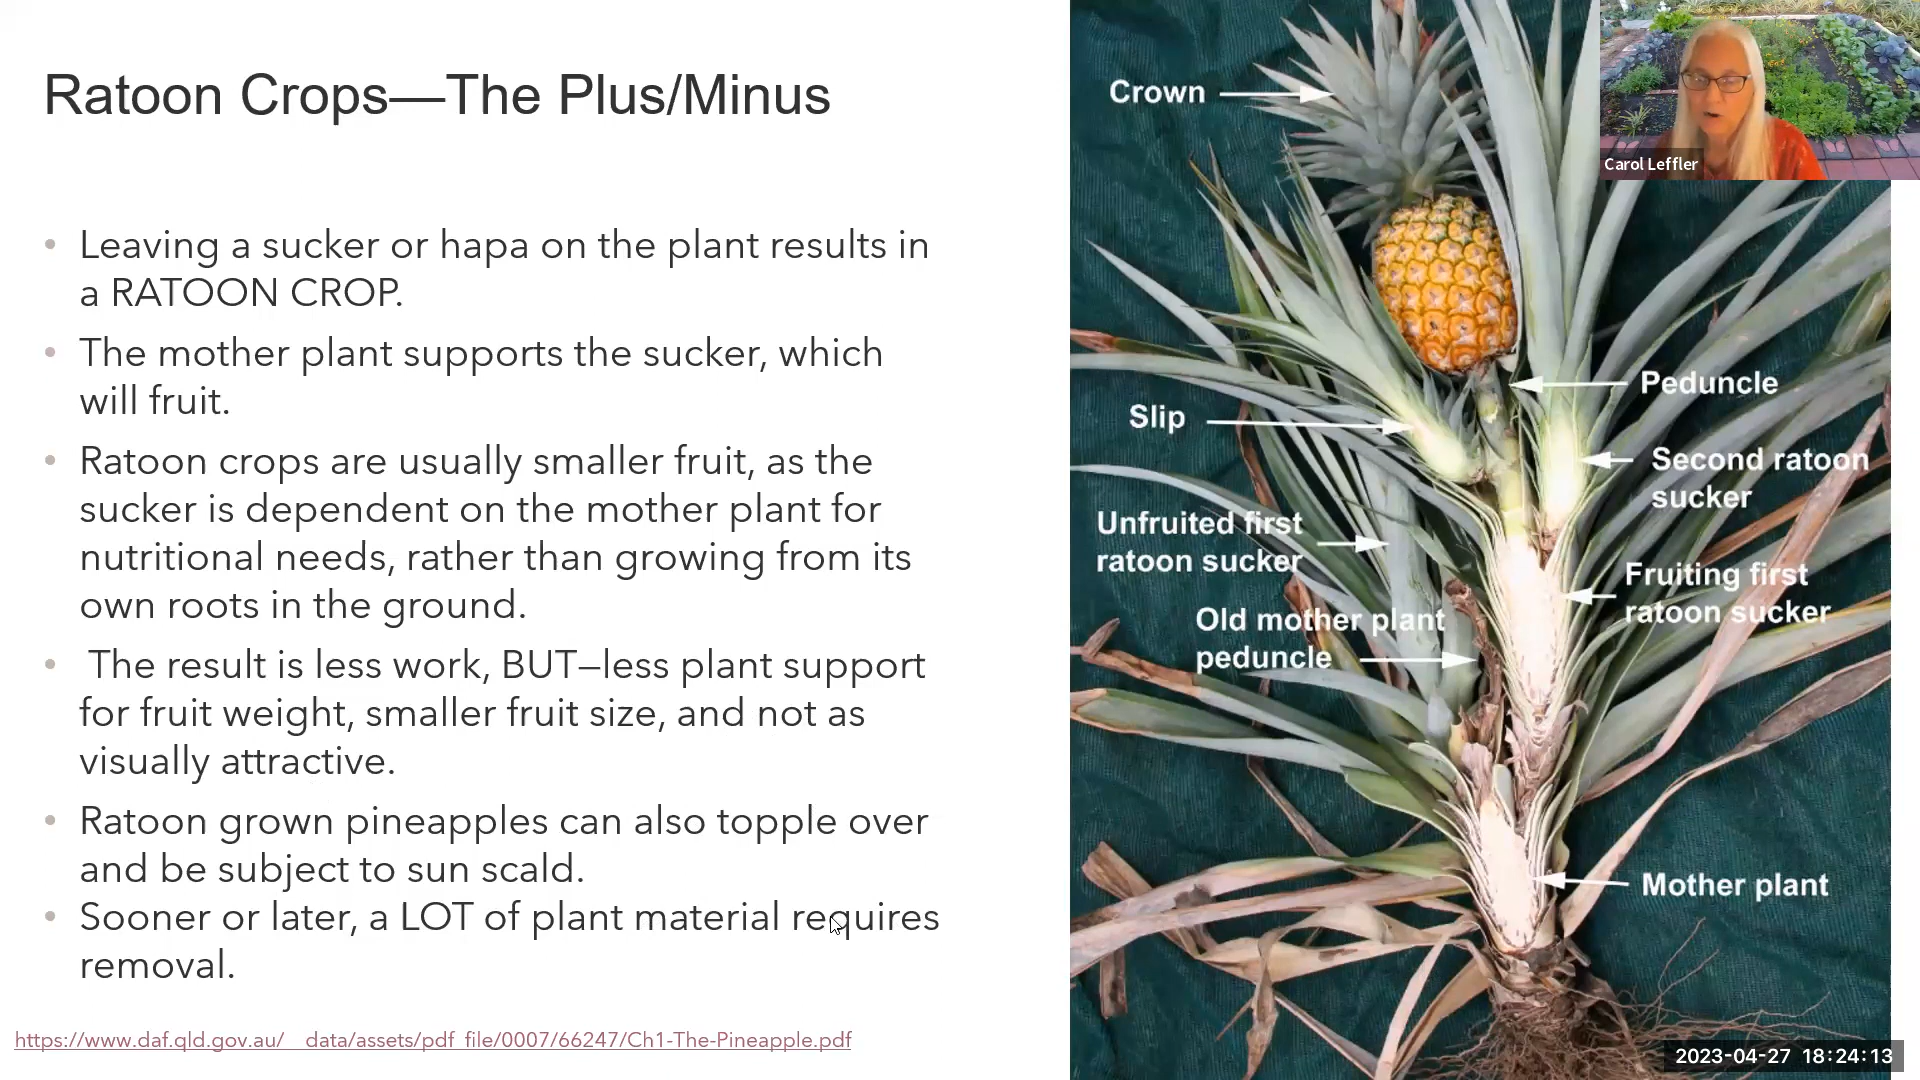 Ratoon Crops—The Plus/Minus
• Leaving a sucker or hapa on the plant results in
a RATOON CROP.
• The mother plant supports the sucker, which
will fruit.
• Ratoon crops are usually smaller fruit, as the
sucker is dependent on the mother plant for
nutritional needs, rather than growing from its
own roots in the ground.
• The result is less work, BUT–less plant support
for fruit weight, smaller fruit size, and not as
visually attractive.
• Ratoon grown pineapples can also topple over
and be subject to sun scald.
• Sooner or later, a LOT of plant material requires
removal.
https://www.daf.qld.gov.au/__data/assets/pdf_file/0007/66247/Ch1-The-Pineapple.pdf
Crown
Carol Leffler
Peduncle
Slip
Second ratoon
sucker
Unfruited first
ratoon sucker
Fruiting first
ratoon sucker
Old mother plant
peduncle
Mother plant
2023-04-27 18:24:13